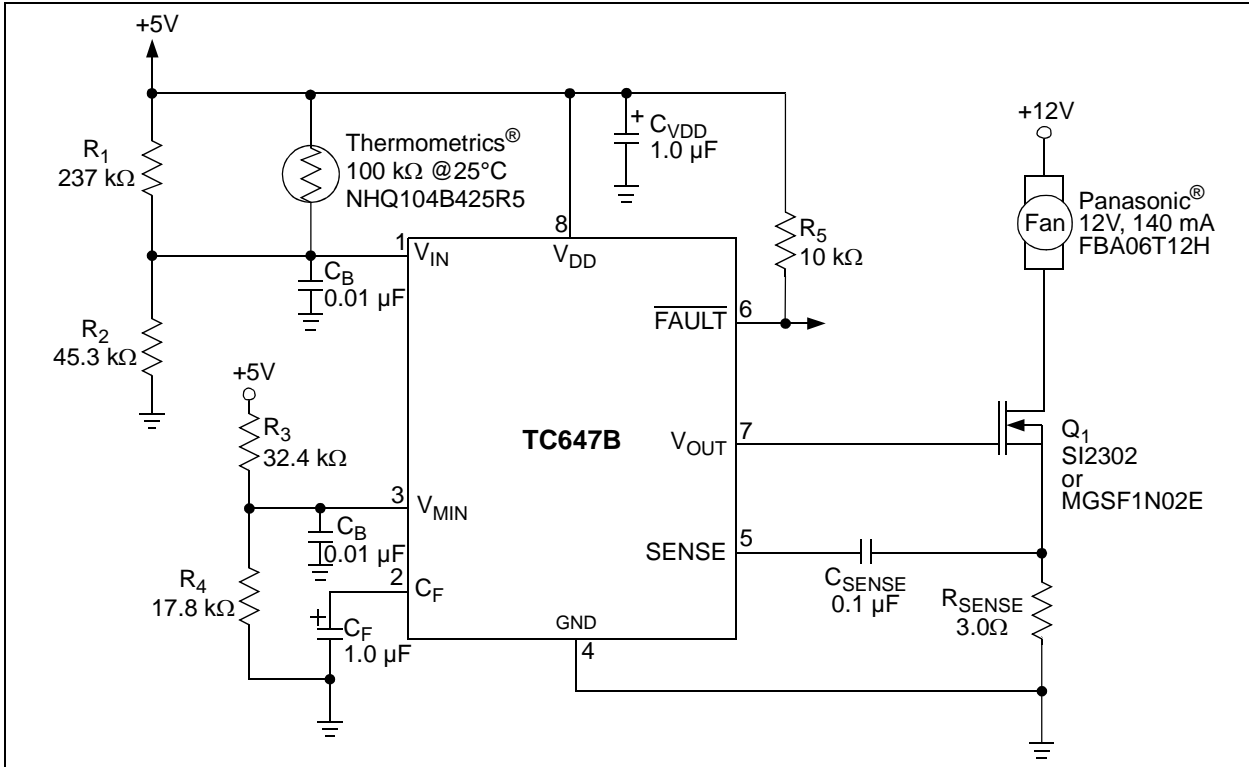 +5V
R1
237 kΩ
Thermometrics®
100 kΩ @25°C
NHQ104B425R5
+
CVDD
1.0 µF
+12V
Fan
Panasonic®
12V, 140 mA
FBA06T12H
R5
10 kΩ
1
VIN
8
VDD
CB
0.01 µF
R2
45.3 kΩ
FAULT
6
+5V
R3
32.4 kΩ
TC647B
VOUT
7
Q1
SI2302
or
MGSF1N02E
3
VMIN
CB
0.01 µF
SENSE
5
CSENSE
0.1 µF
RSENSE
3.0Ω
R4
17.8 kΩ
2
CF
+
CF
1.0 µF
GND
4